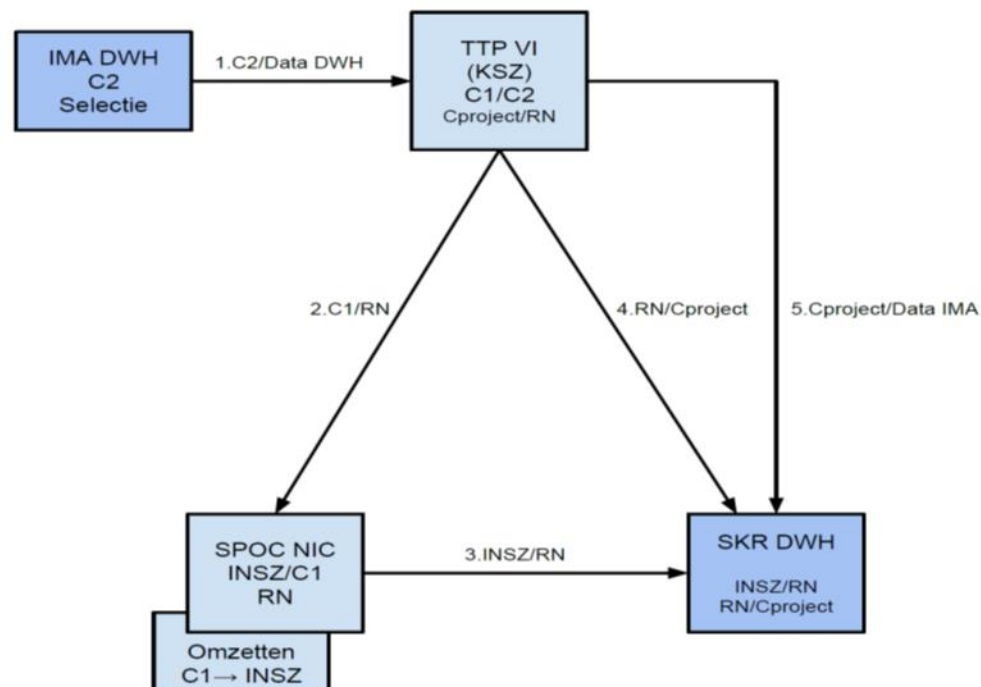 IMA DWH
C2
Selectie
1.C2/Data DWH
TTP VI
(KSZ)
C1/C2
Cproject/RN
2.C1/RN
4.RN/Cproject
5.Cproject/Data IMA
SPOC NIC
INSZ/C1
RN
3.INSZ/RN
SKR DWH
INSZ/RN
RN/Cproject
Omzetten
C1→ INSZ